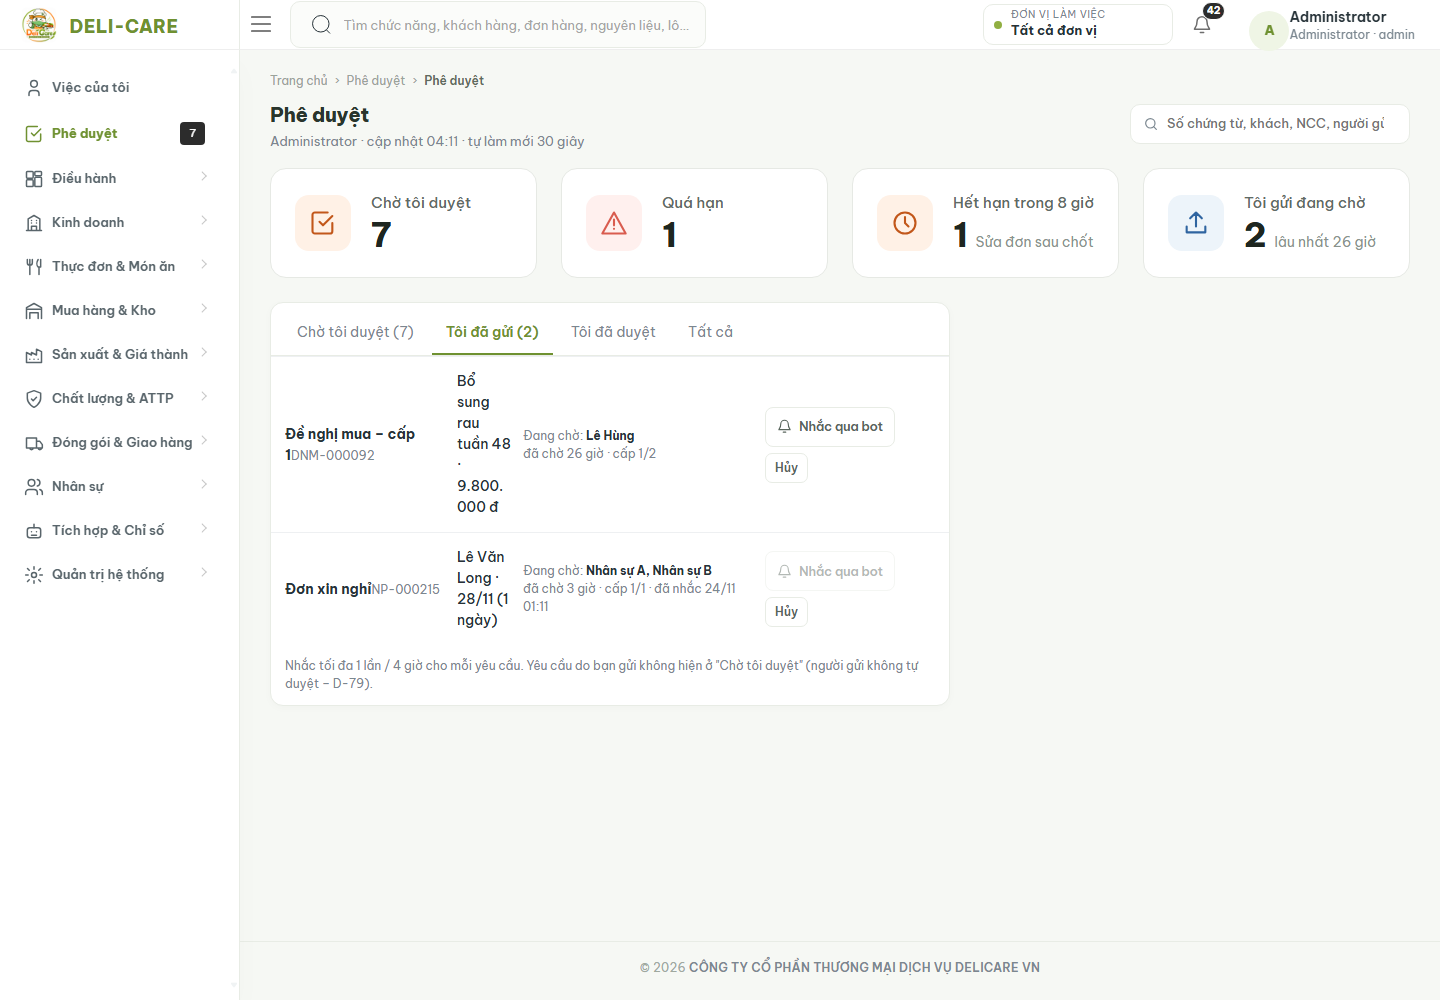 DELI-CARE
Tìm chức năng, khách hàng, đơn hàng, nguyên liệu, lô...
ĐƠN VỊ LÀM VIỆC
Tất cả đơn vị
42
A
Administrator
Administrator · admin
Việc của tôi
Phê duyệt
7
Điều hành
Kinh doanh
Thực đơn & Món ăn
Mua hàng & Kho
Sản xuất & Giá thành
Chất lượng & ATTP
Đóng gói & Giao hàng
Nhân sự
Tích hợp & Chỉ số
Quản trị hệ thống
Trang chủ › Phê duyệt › Phê duyệt
Phê duyệt
Administrator · cập nhật 04:11 · tự làm mới 30 giây
Số chứng từ, khách, NCC, người gử
Chờ tôi duyệt
7
Quá hạn
1
Hết hạn trong 8 giờ
1 Sửa đơn sau chốt
Tôi gửi đang chờ
2 lâu nhất 26 giờ
Chờ tôi duyệt (7)
Tôi đã gửi (2)
Tôi đã duyệt
Tất cả
Đề nghị mua – cấp
1DNM-000092
Bổ
sung
rau
tuần 48
·
9.800.
000 đ
Đang chờ: Lê Hùng
đã chờ 26 giờ · cấp 1/2
Nhắc qua bot
Hủy
Đơn xin nghỉNP-000215
Lê Văn
Long ·
28/11 (1
ngày)
Đang chờ: Nhân sự A, Nhân sự B
đã chờ 3 giờ · cấp 1/1 · đã nhắc 24/11
01:11
Nhắc qua bot
Hủy
Nhắc tối đa 1 lần / 4 giờ cho mỗi yêu cầu. Yêu cầu do bạn gửi không hiện ở "Chờ tôi duyệt" (người gửi không tự
duyệt – D-79).
© 2026 CÔNG TY CỔ PHẦN THƯƠNG MẠI DỊCH VỤ DELICARE VN